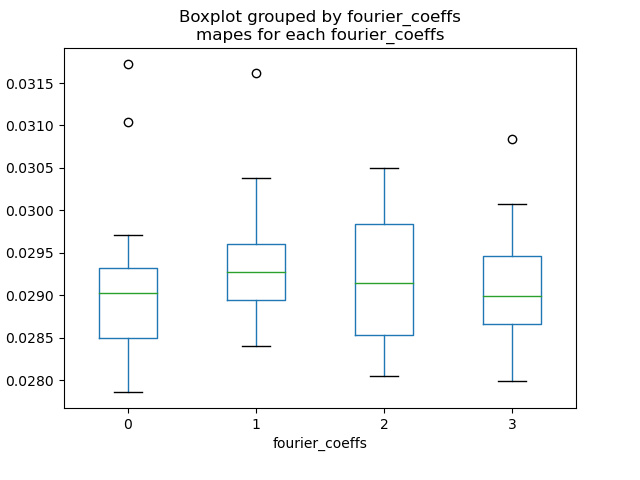 Boxplot grouped by fourier_coeffs
mapes for each fourier_coeffs
0.0315
0.0310
0.0305
0.0300
0.0295
0.0290
0.0285
0.0280
0 1 2 3
fourier_coeffs